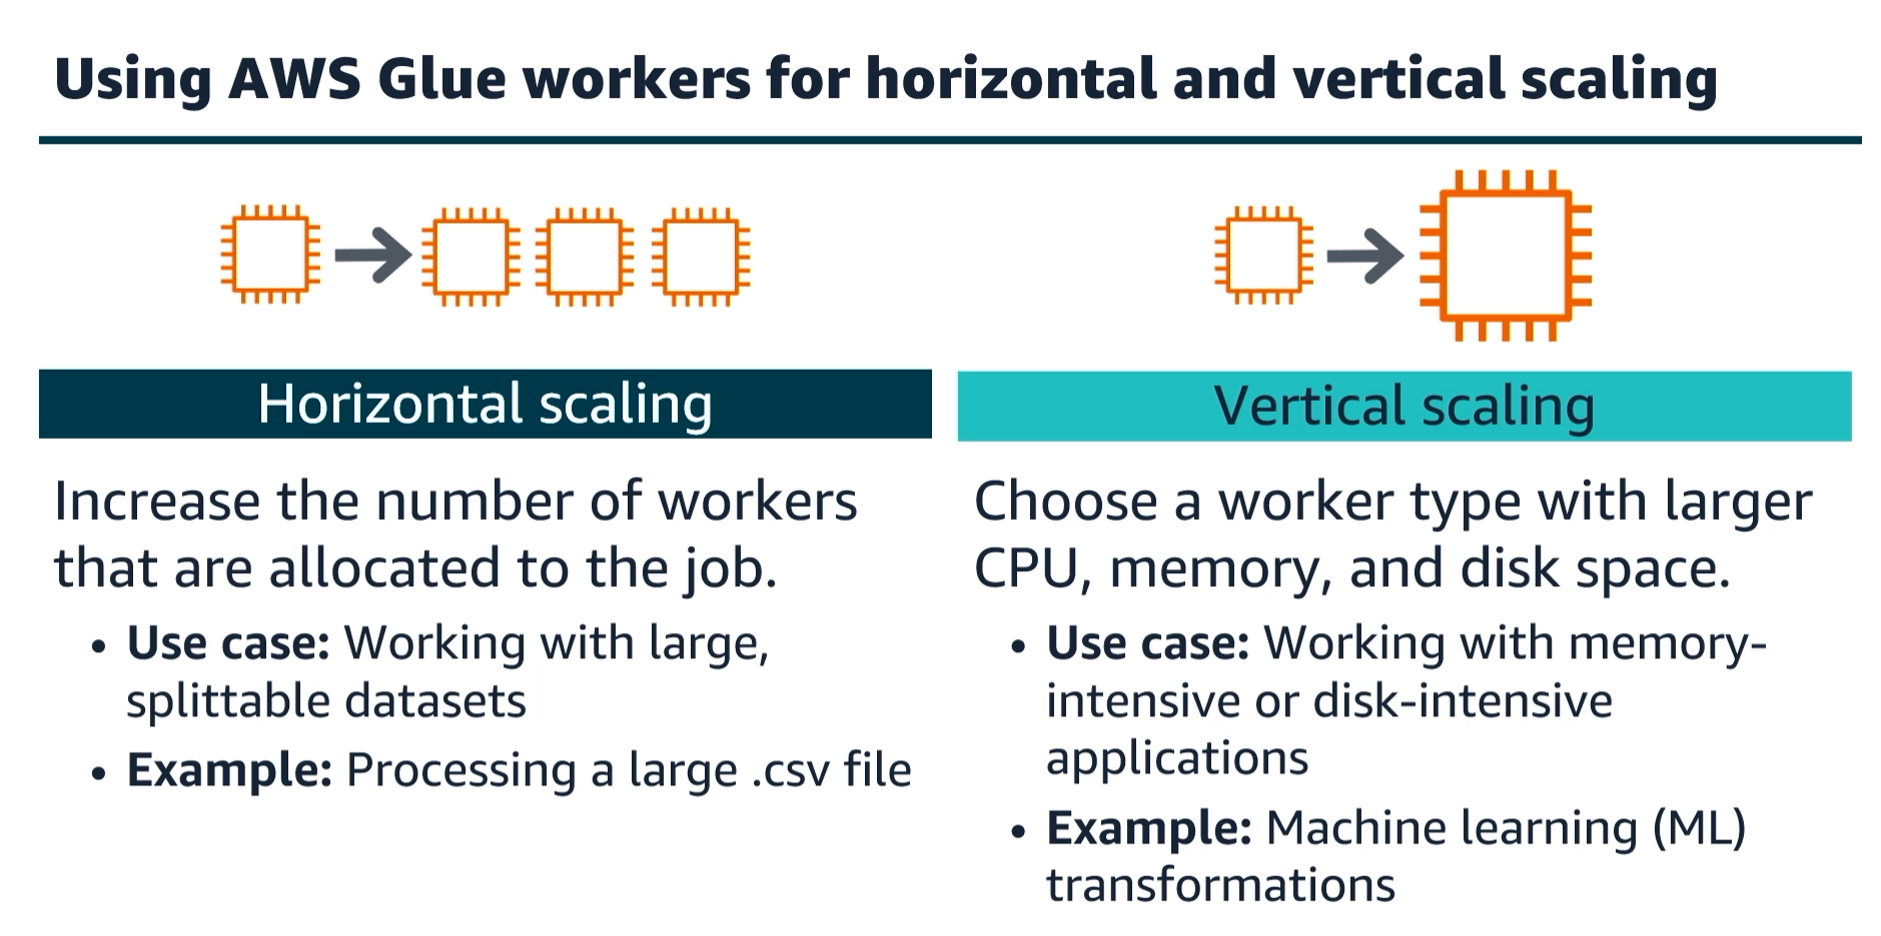 Using AWS Glue workers for horizontal and vertical scaling
Horizontal scaling
Increase the number of workers
that are allocated to the job.
• Use case: Working with large,
splittable datasets
• Example: Processing a large .csv file
Vertical scaling
Choose a worker type with larger
CPU, memory, and disk space.
• Use case: Working with memory-
intensive or disk-intensive
applications
• Example: Machine learning (ML)
transformations